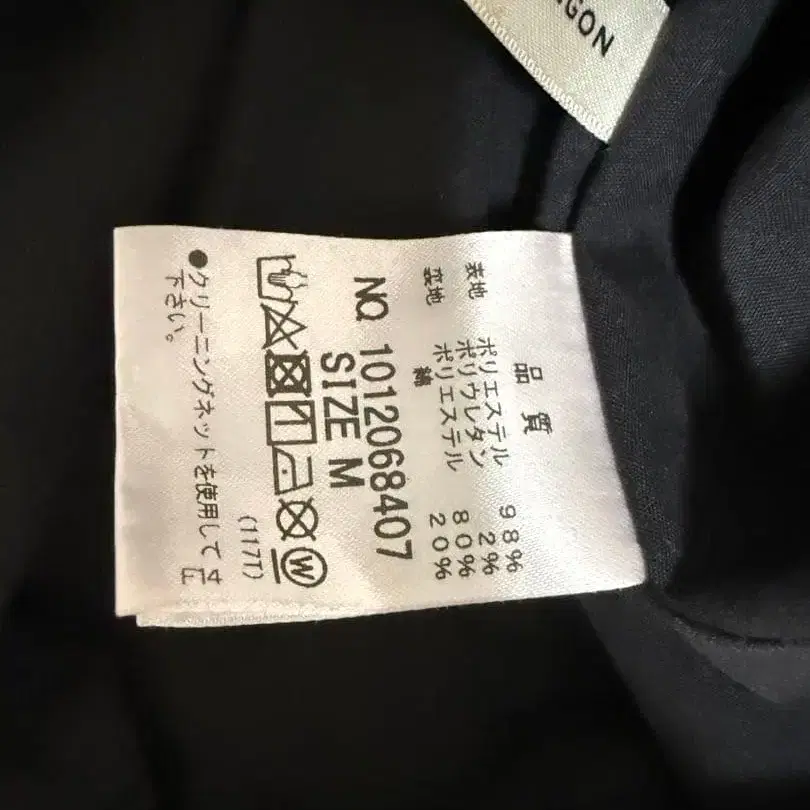 IGON
品質
表地 ポリエステル 98%
ポリウレタン 2%
裏地 ポリエステル 80%
綿 20%
NO. 1012068407
SIZE M
W
(117T)
●クリーニングネットを使用して
下さい。